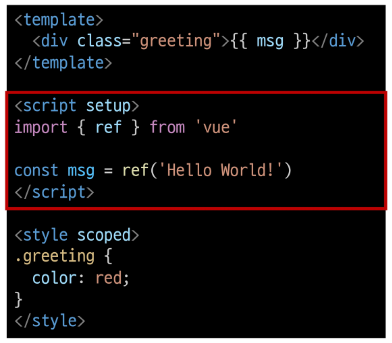 <template>
  <div class="greeting">{{ msg }}</div>
</template>

<script setup>
import { ref } from 'vue'

const msg = ref('Hello World!')
</script>

<style scoped>
.greeting {
  color: red;
}
</style>